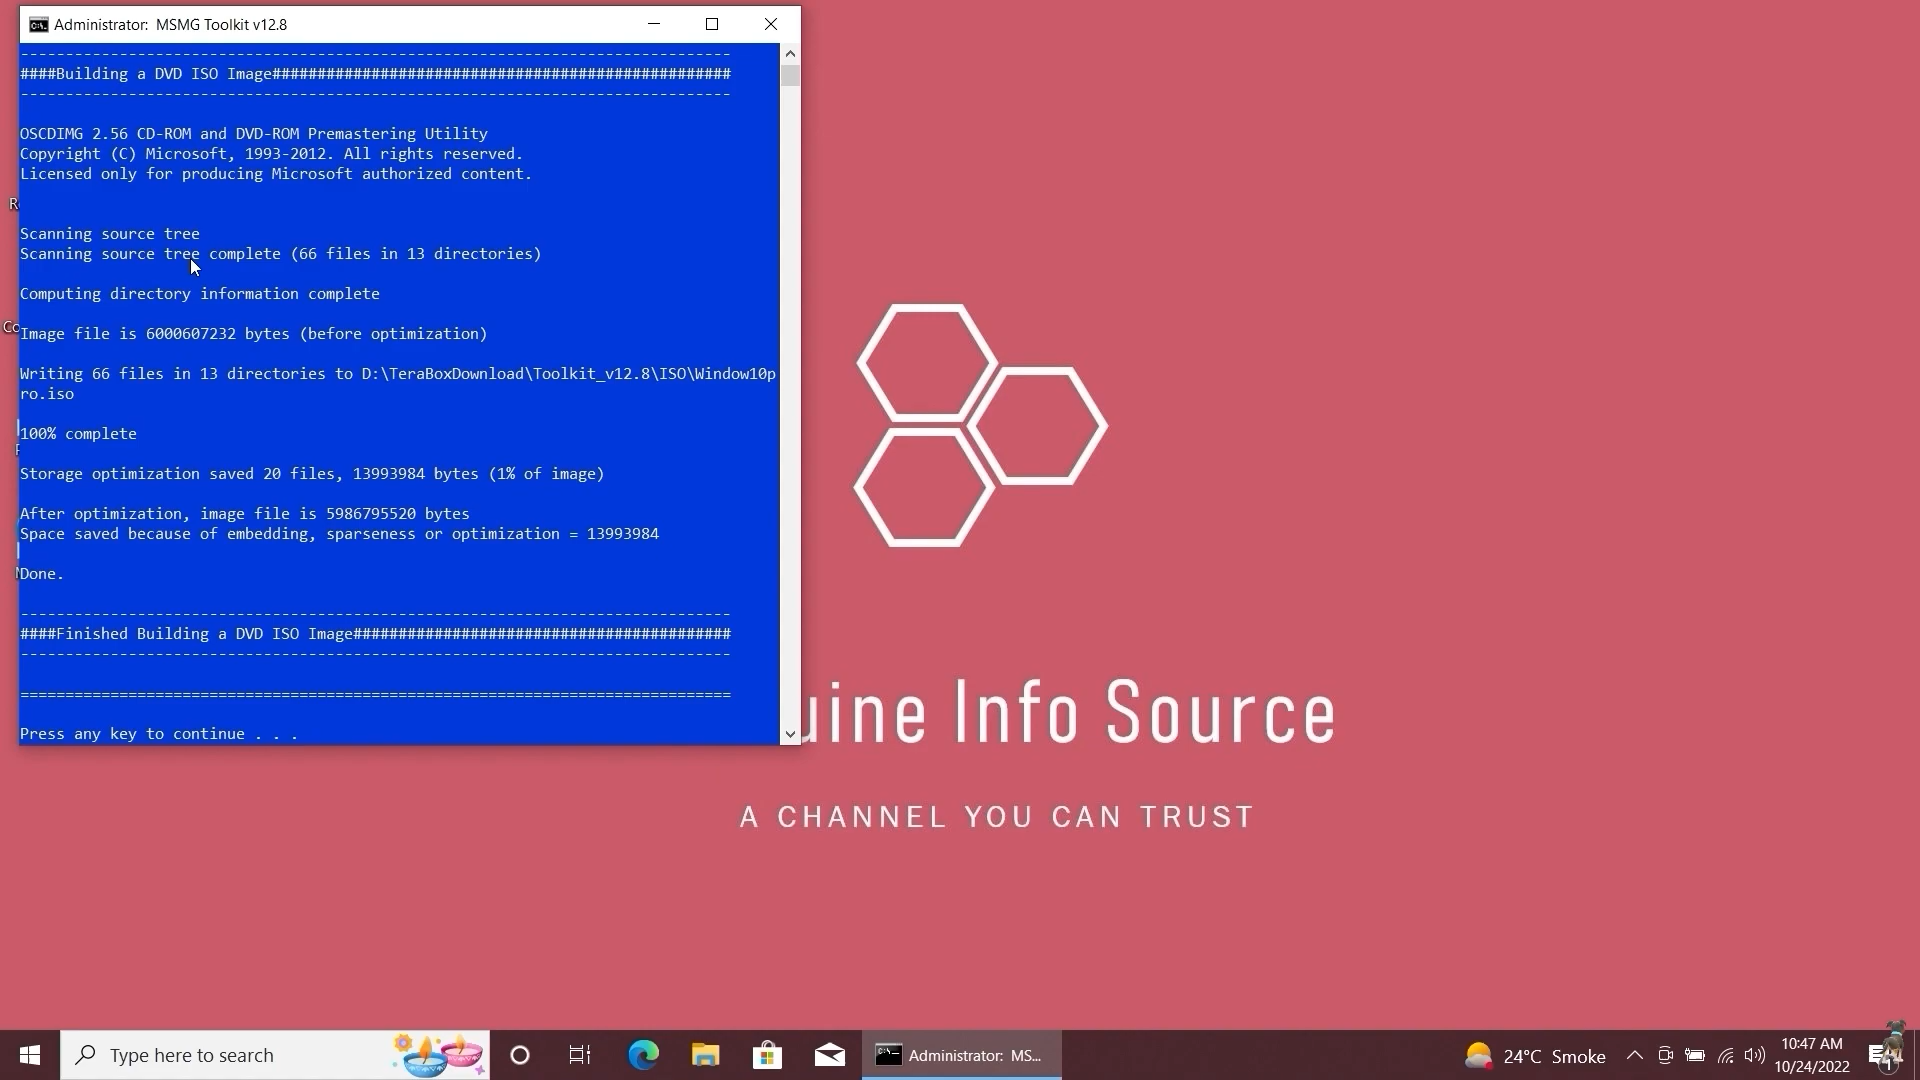 Administrator:  MSMG Toolkit v12.8
-------------------------------------------------------------------------------
####Building a DVD ISO Image###################################################
-------------------------------------------------------------------------------
OSCDIMG 2.56 CD-ROM and DVD-ROM Premastering Utility
Copyright (C) Microsoft, 1993-2012. All rights reserved.
Licensed only for producing Microsoft authorized content.
Scanning source tree
Scanning source tree complete (66 files in 13 directories)
Computing directory information complete
Image file is 6000607232 bytes (before optimization)
Writing 66 files in 13 directories to D:\TeraBoxDownload\Toolkit_v12.8\ISO\Window10p
ro.iso
100% complete
Storage optimization saved 20 files, 13993984 bytes (1% of image)
After optimization, image file is 5986795520 bytes
Space saved because of embedding, sparseness or optimization = 13993984
Done.
-------------------------------------------------------------------------------
####Finished Building a DVD ISO Image##########################################
-------------------------------------------------------------------------------
===============================================================================
Press any key to continue . . .
uine Info Source
A CHANNEL YOU CAN TRUST
Type here to search
Administrator:  MS...
24°C  Smoke
10:47 AM
10/24/2022
1